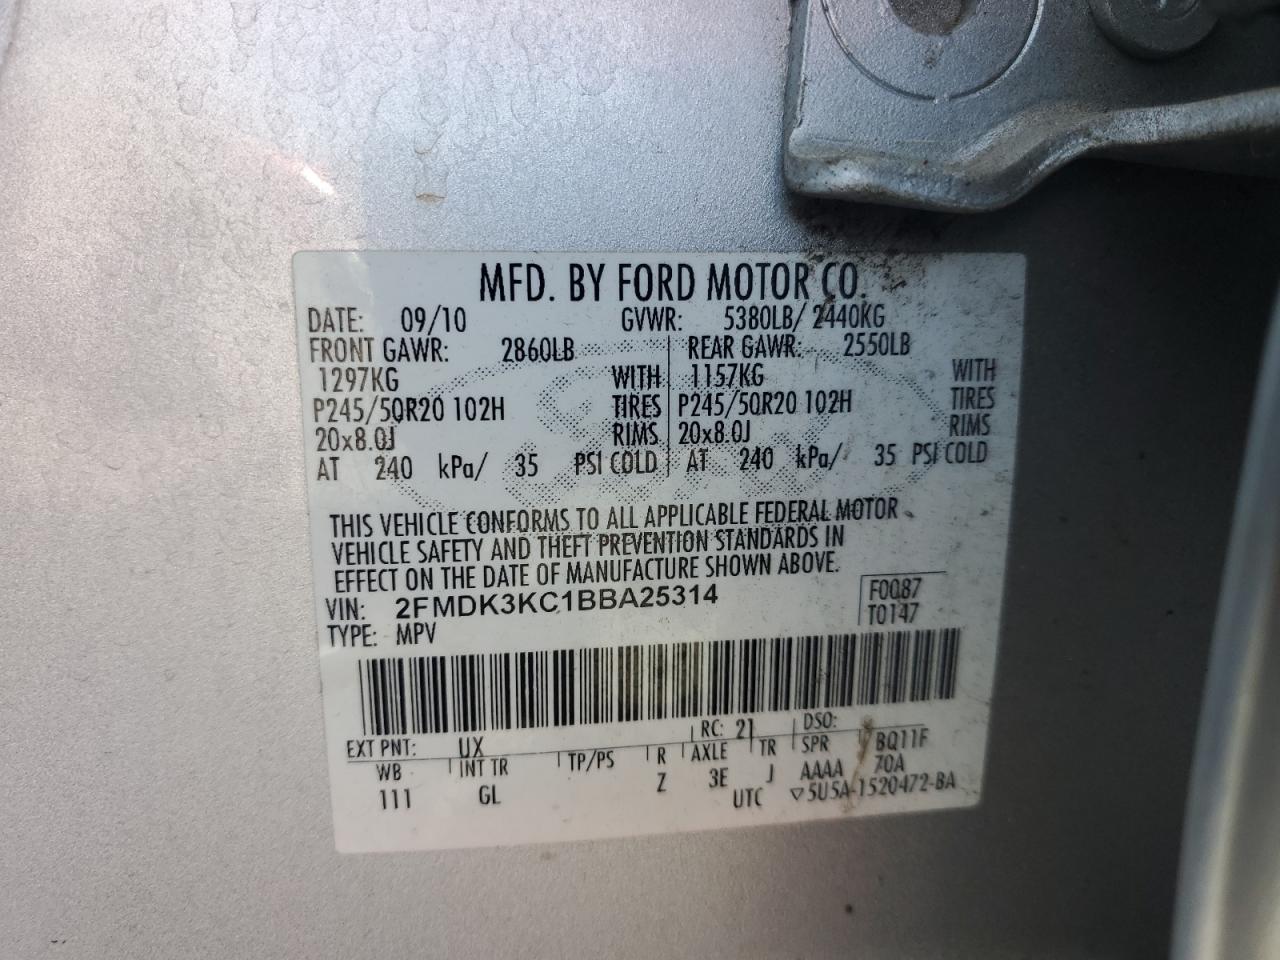 MFD. BY FORD MOTOR CO.
DATE: 09/10 GVWR: 5380LB/ 2440KG
FRONT GAWR: 2860LB REAR GAWR: 2550LB
1297KG WITH 1157KG WITH
P245/50R20 102H TIRES P245/50R20 102H TIRES
20x8.0J RIMS 20x8.0J RIMS
AT 240 kPa/ 35 PSI COLD AT 240 kPa/ 35 PSI COLD
THIS VEHICLE CONFORMS TO ALL APPLICABLE FEDERAL MOTOR
VEHICLE SAFETY AND THEFT PREVENTION STANDARDS IN
EFFECT ON THE DATE OF MANUFACTURE SHOWN ABOVE.
VIN: 2FMDK3KC1BBA25314 F0087
TYPE: MPV T0147
EXT PNT: UX RC: 21 DSO:
WB INT TR TP/PS R AXLE TR SPR BQ11F
111 GL Z 3E J AAAA 70A
UTC ▽5U5A-1520472-BA